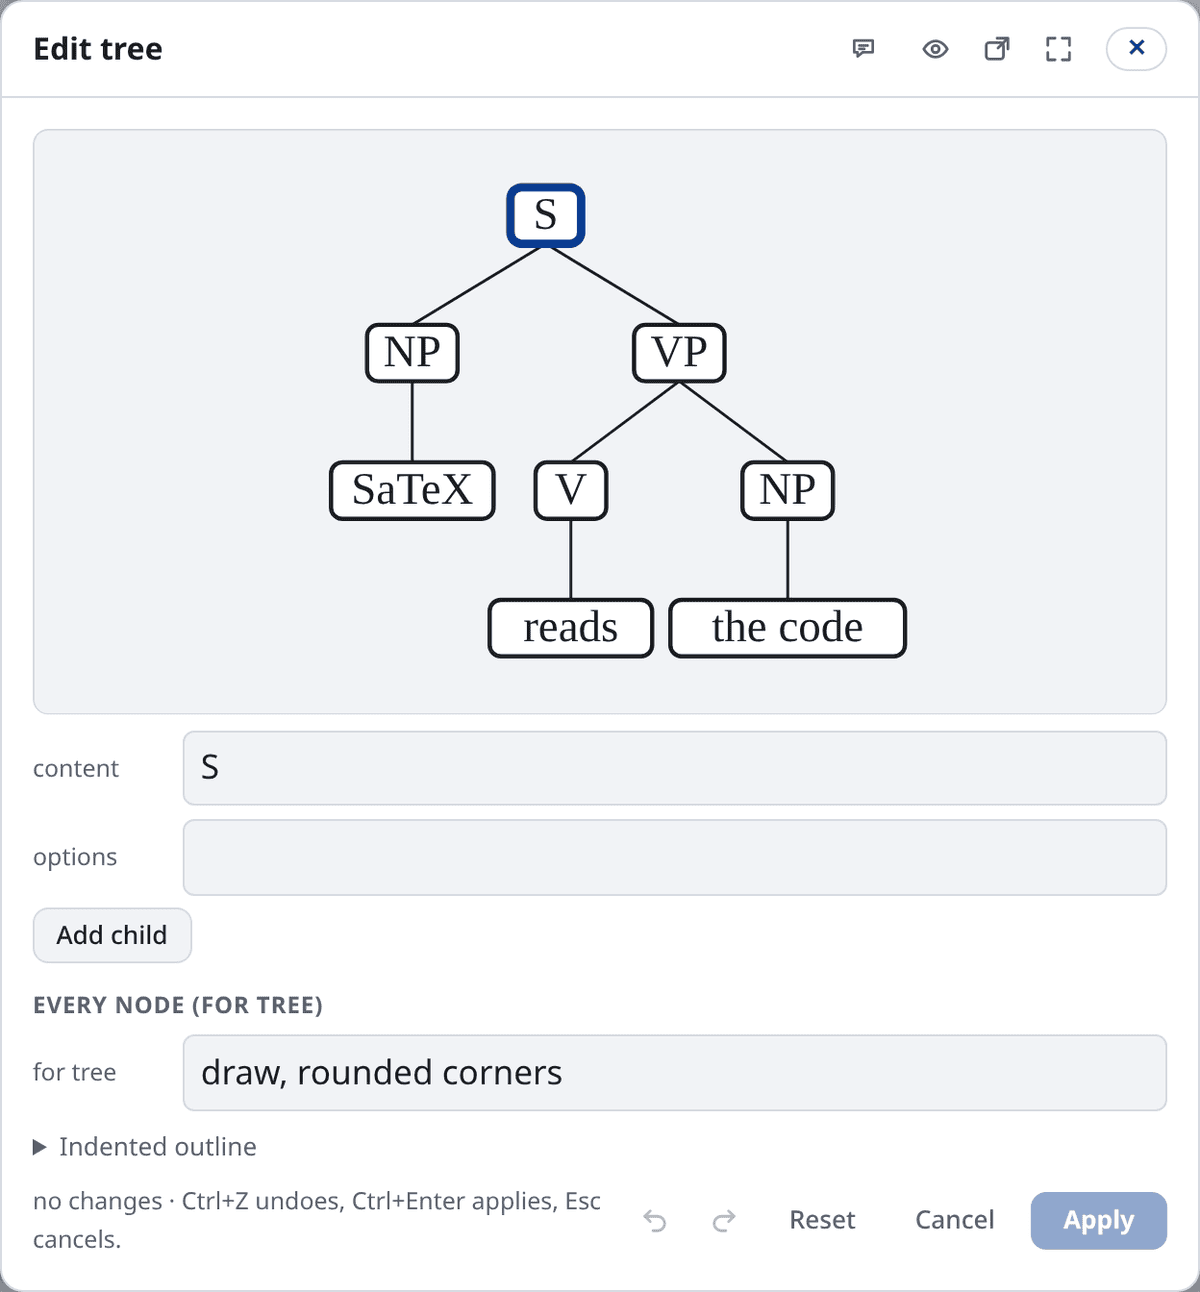 Edit tree
S
NP VP
SaTeX V NP
reads the code
content S
options
Add child
EVERY NODE (FOR TREE)
for tree draw, rounded corners
Indented outline
no changes · Ctrl+Z undoes, Ctrl+Enter applies, Esc
cancels.
Reset Cancel Apply